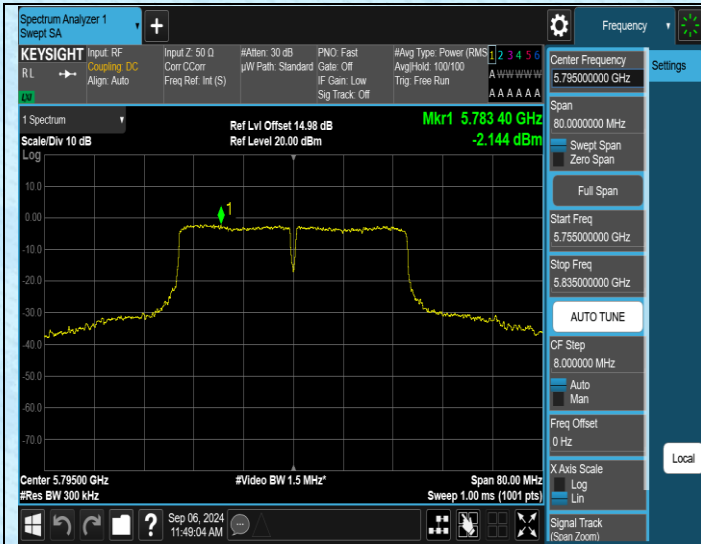 Spectrum Analyzer 1
Swept SA
Frequency
KEYSIGHT
RL
LU
Input: RF
Coupling: DC
Align: Auto
Input Z: 50 Ω
Corr CCorr
Freq Ref: Int (S)
#Atten: 30 dB
µW Path: Standard
PNO: Fast
Gate: Off
IF Gain: Low
Sig Track: Off
#Avg Type: Power (RMS
Avg|Hold: 100/100
Trig: Free Run
1 2 3 4 5 6
A W W W W W
A A A A A A
Center Frequency
5.795000000 GHz
Settings
Span
80.0000000 MHz
Swept Span
Zero Span
Full Span
Start Freq
5.755000000 GHz
Stop Freq
5.835000000 GHz
AUTO TUNE
CF Step
8.000000 MHz
Auto
Man
Freq Offset
0 Hz
X Axis Scale
Log
Lin
Signal Track
(Span Zoom)
Local
1 Spectrum
Scale/Div 10 dB
Log
Ref Lvl Offset 14.98 dB
Ref Level 20.00 dBm
Mkr1 5.783 40 GHz
-2.144 dBm
10.0
0.00
1
-10.0
-20.0
-30.0
-40.0
-50.0
-60.0
-70.0
Center 5.79500 GHz
#Res BW 300 kHz
#Video BW 1.5 MHz*
Span 80.00 MHz
Sweep 1.00 ms (1001 pts)
?
Sep 06, 2024
11:49:04 AM